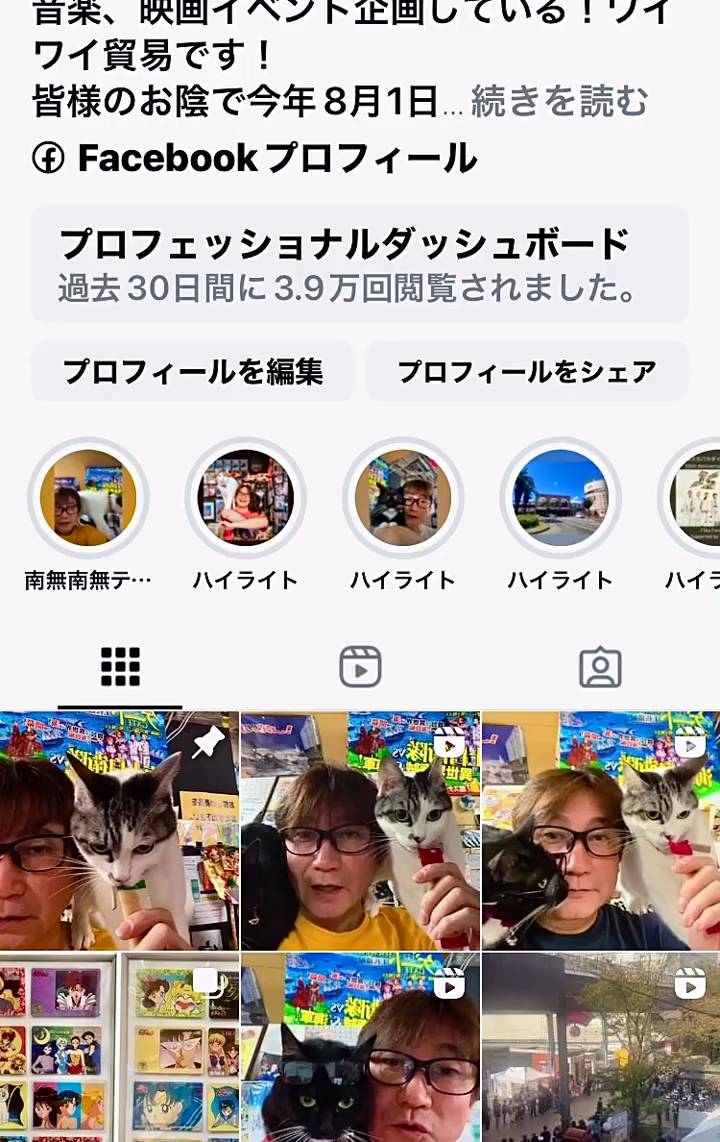 音楽、映画イベント企画している！ワイ
ワイ貿易です！
皆様のお陰で今年8月1日... 続きを読む
Facebookプロフィール
プロフェッショナルダッシュボード
過去30日間に3.9万回閲覧されました。
プロフィールを編集
プロフィールをシェア
南無南無テ…
ハイライト
ハイライト
ハイライト
ハイラ